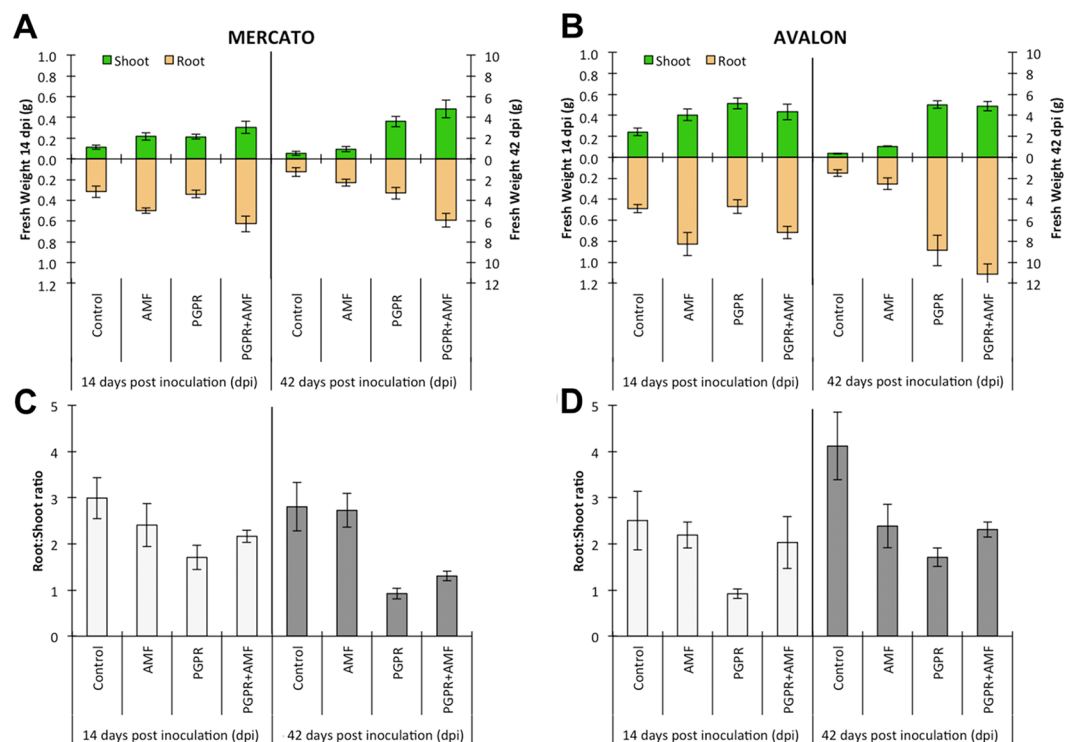 A
MERCATO
Shoot Root
Fresh Weight 14 dpi (g)
1.0
0.8
0.6
0.4
0.2
0.0
0.2
0.4
0.6
0.8
1.0
1.2
10
8
6
4
2
0
2
4
6
8
10
12
Fresh Weight 42 dpi (g)
Control
AMF
PGPR
PGPR+AMF
Control
AMF
PGPR
PGPR+AMF
14 days post inoculation (dpi)
42 days post inoculation (dpi)
B
AVALON
Shoot Root
Fresh Weight 14 dpi (g)
1.0
0.8
0.6
0.4
0.2
0.0
0.2
0.4
0.6
0.8
1.0
1.2
10
8
6
4
2
0
2
4
6
8
10
12
Fresh Weight 42 dpi (g)
Control
AMF
PGPR
PGPR+AMF
Control
AMF
PGPR
PGPR+AMF
14 days post inoculation (dpi)
42 days post inoculation (dpi)
C
Root:Shoot ratio
5
4
3
2
1
0
Control
AMF
PGPR
PGPR+AMF
Control
AMF
PGPR
PGPR+AMF
14 days post inoculation (dpi)
42 days post inoculation (dpi)
D
Root:Shoot ratio
5
4
3
2
1
0
Control
AMF
PGPR
PGPR+AMF
Control
AMF
PGPR
PGPR+AMF
14 days post inoculation (dpi)
42 days post inoculation (dpi)